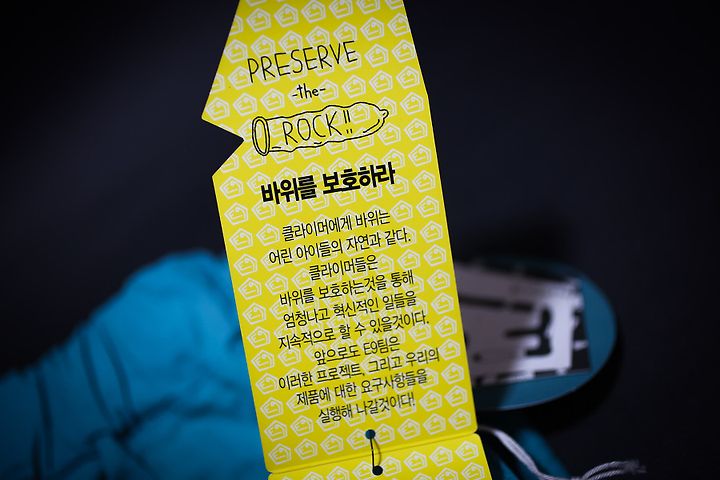 PRESERVE
-the-
ROCK!!
바위를 보호하라
클라이머에게 바위는
어린 아이들의 자연과 같다.
클라이머들은
바위를 보호하는것을 통해
엄청나고 혁신적인 일들을
지속적으로 할 수 있을것이다.
앞으로도 E9팀은
이러한 프로젝트, 그리고 우리의
제품에 대한 요구사항들을
실행해 나갈것이다!